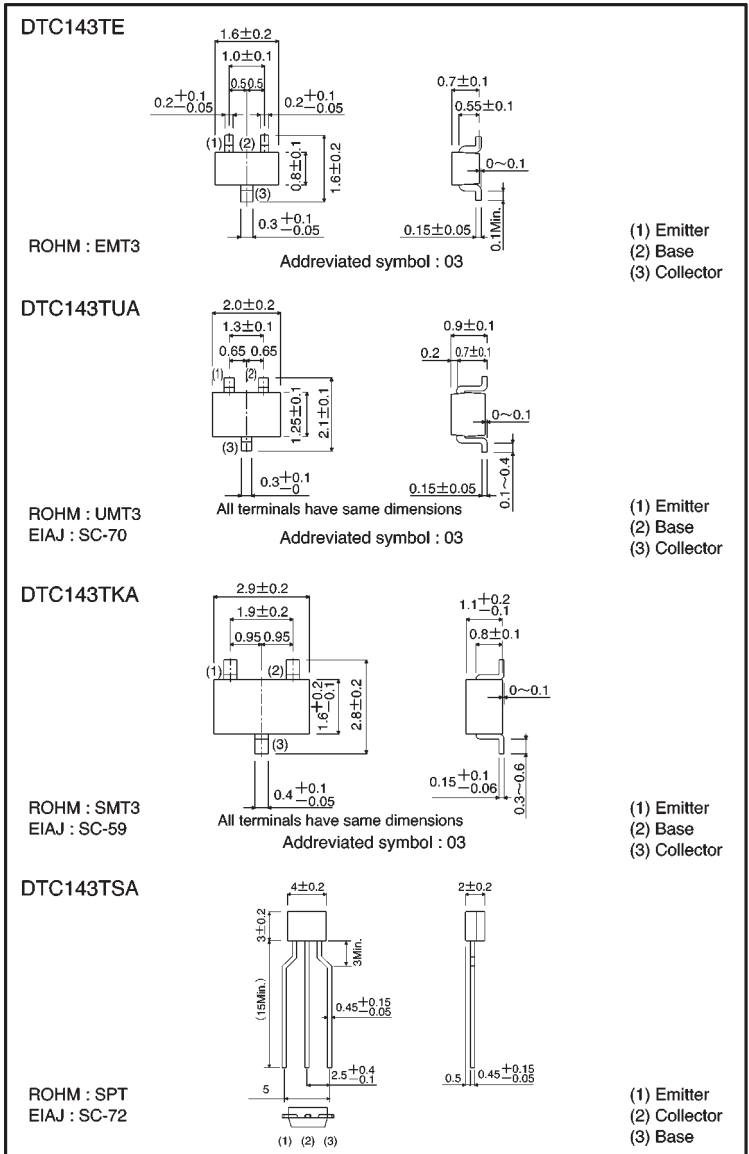 DTC143TE
1.6±0.2
1.0±0.1
0.5 0.5
0.2+0.1−0.05
0.2+0.1−0.05
(1) (2)
0.8±0.1
1.6±0.2
(3)
0.3+0.1−0.05
0.7±0.1
0.55±0.1
0~0.1
0.15±0.05
0.1Min.
ROHM : EMT3
Addreviated symbol : 03
(1) Emitter
(2) Base
(3) Collector
DTC143TUA
2.0±0.2
1.3±0.1
0.65 0.65
(1) (2)
1.25±0.1
2.1±0.1
(3)
0.3+0.1−0
0.9±0.1
0.2 0.7±0.1
0~0.1
0.15±0.05
0.1~0.4
All terminals have same dimensions
ROHM : UMT3
EIAJ : SC-70
Addreviated symbol : 03
(1) Emitter
(2) Base
(3) Collector
DTC143TKA
2.9±0.2
1.9±0.2
0.95 0.95
(1) (2)
1.6+0.2−0.1
2.8±0.2
(3)
0.4+0.1−0.05
1.1+0.2−0.1
0.8±0.1
0~0.1
0.15+0.1−0.06
0.3~0.6
All terminals have same dimensions
ROHM : SMT3
EIAJ : SC-59
Addreviated symbol : 03
(1) Emitter
(2) Base
(3) Collector
DTC143TSA
4±0.2
3±0.2
3Min.
(15Min.)
0.45+0.15−0.05
2.5+0.4−0.1
5
(1) (2) (3)
2±0.2
0.5 0.45+0.15−0.05
ROHM : SPT
EIAJ : SC-72
(1) Emitter
(2) Collector
(3) Base